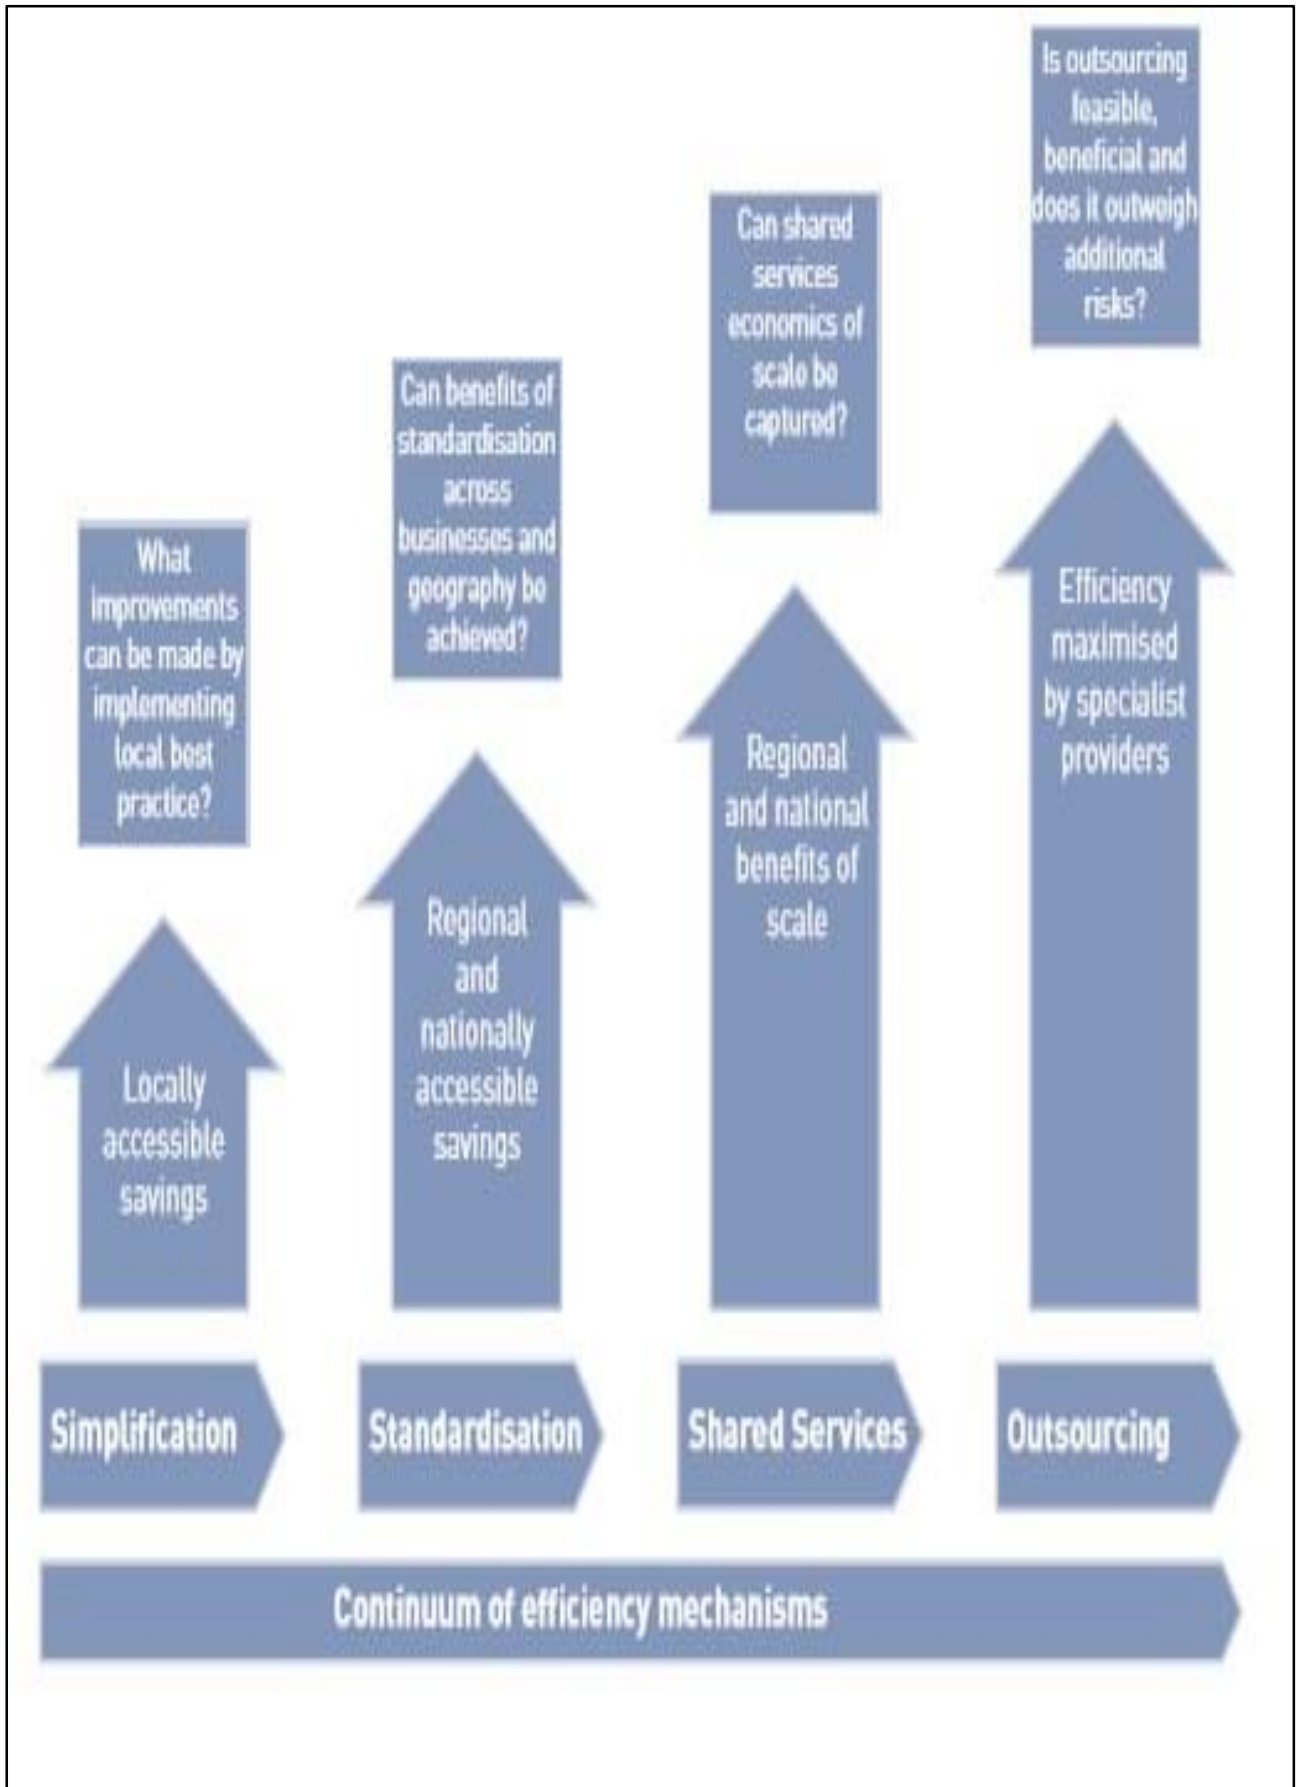 What
improvements
can be made by
implementing
local best
practice?
Locally
accessible
savings
Simplification
Can benefits of
standardisation
across
businesses and
geography be
achieved?
Regional
and
nationally
accessible
savings
Standardisation
Can shared
services
economics of
scale be
captured?
Regional
and national
benefits of
scale
Shared Services
Is outsourcing
feasible,
beneficial and
does it outweigh
additional
risks?
Efficiency
maximised
by specialist
providers
Outsourcing
Continuum of efficiency mechanisms